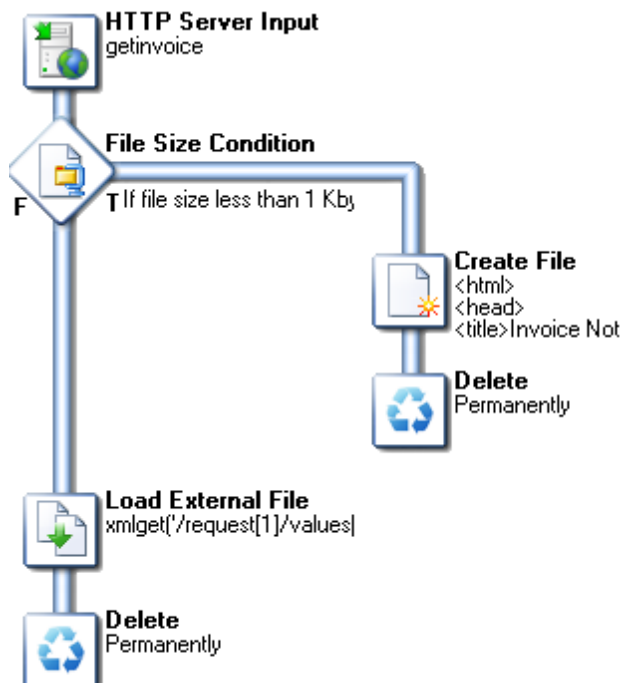 HTTP Server Input
getinvoice
File Size Condition
F
T
If file size less than 1 Kby
Create File
<html>
<head>
<title>Invoice Not
Delete
Permanently
Load External File
xmlget('/request[1]/values[
Delete
Permanently